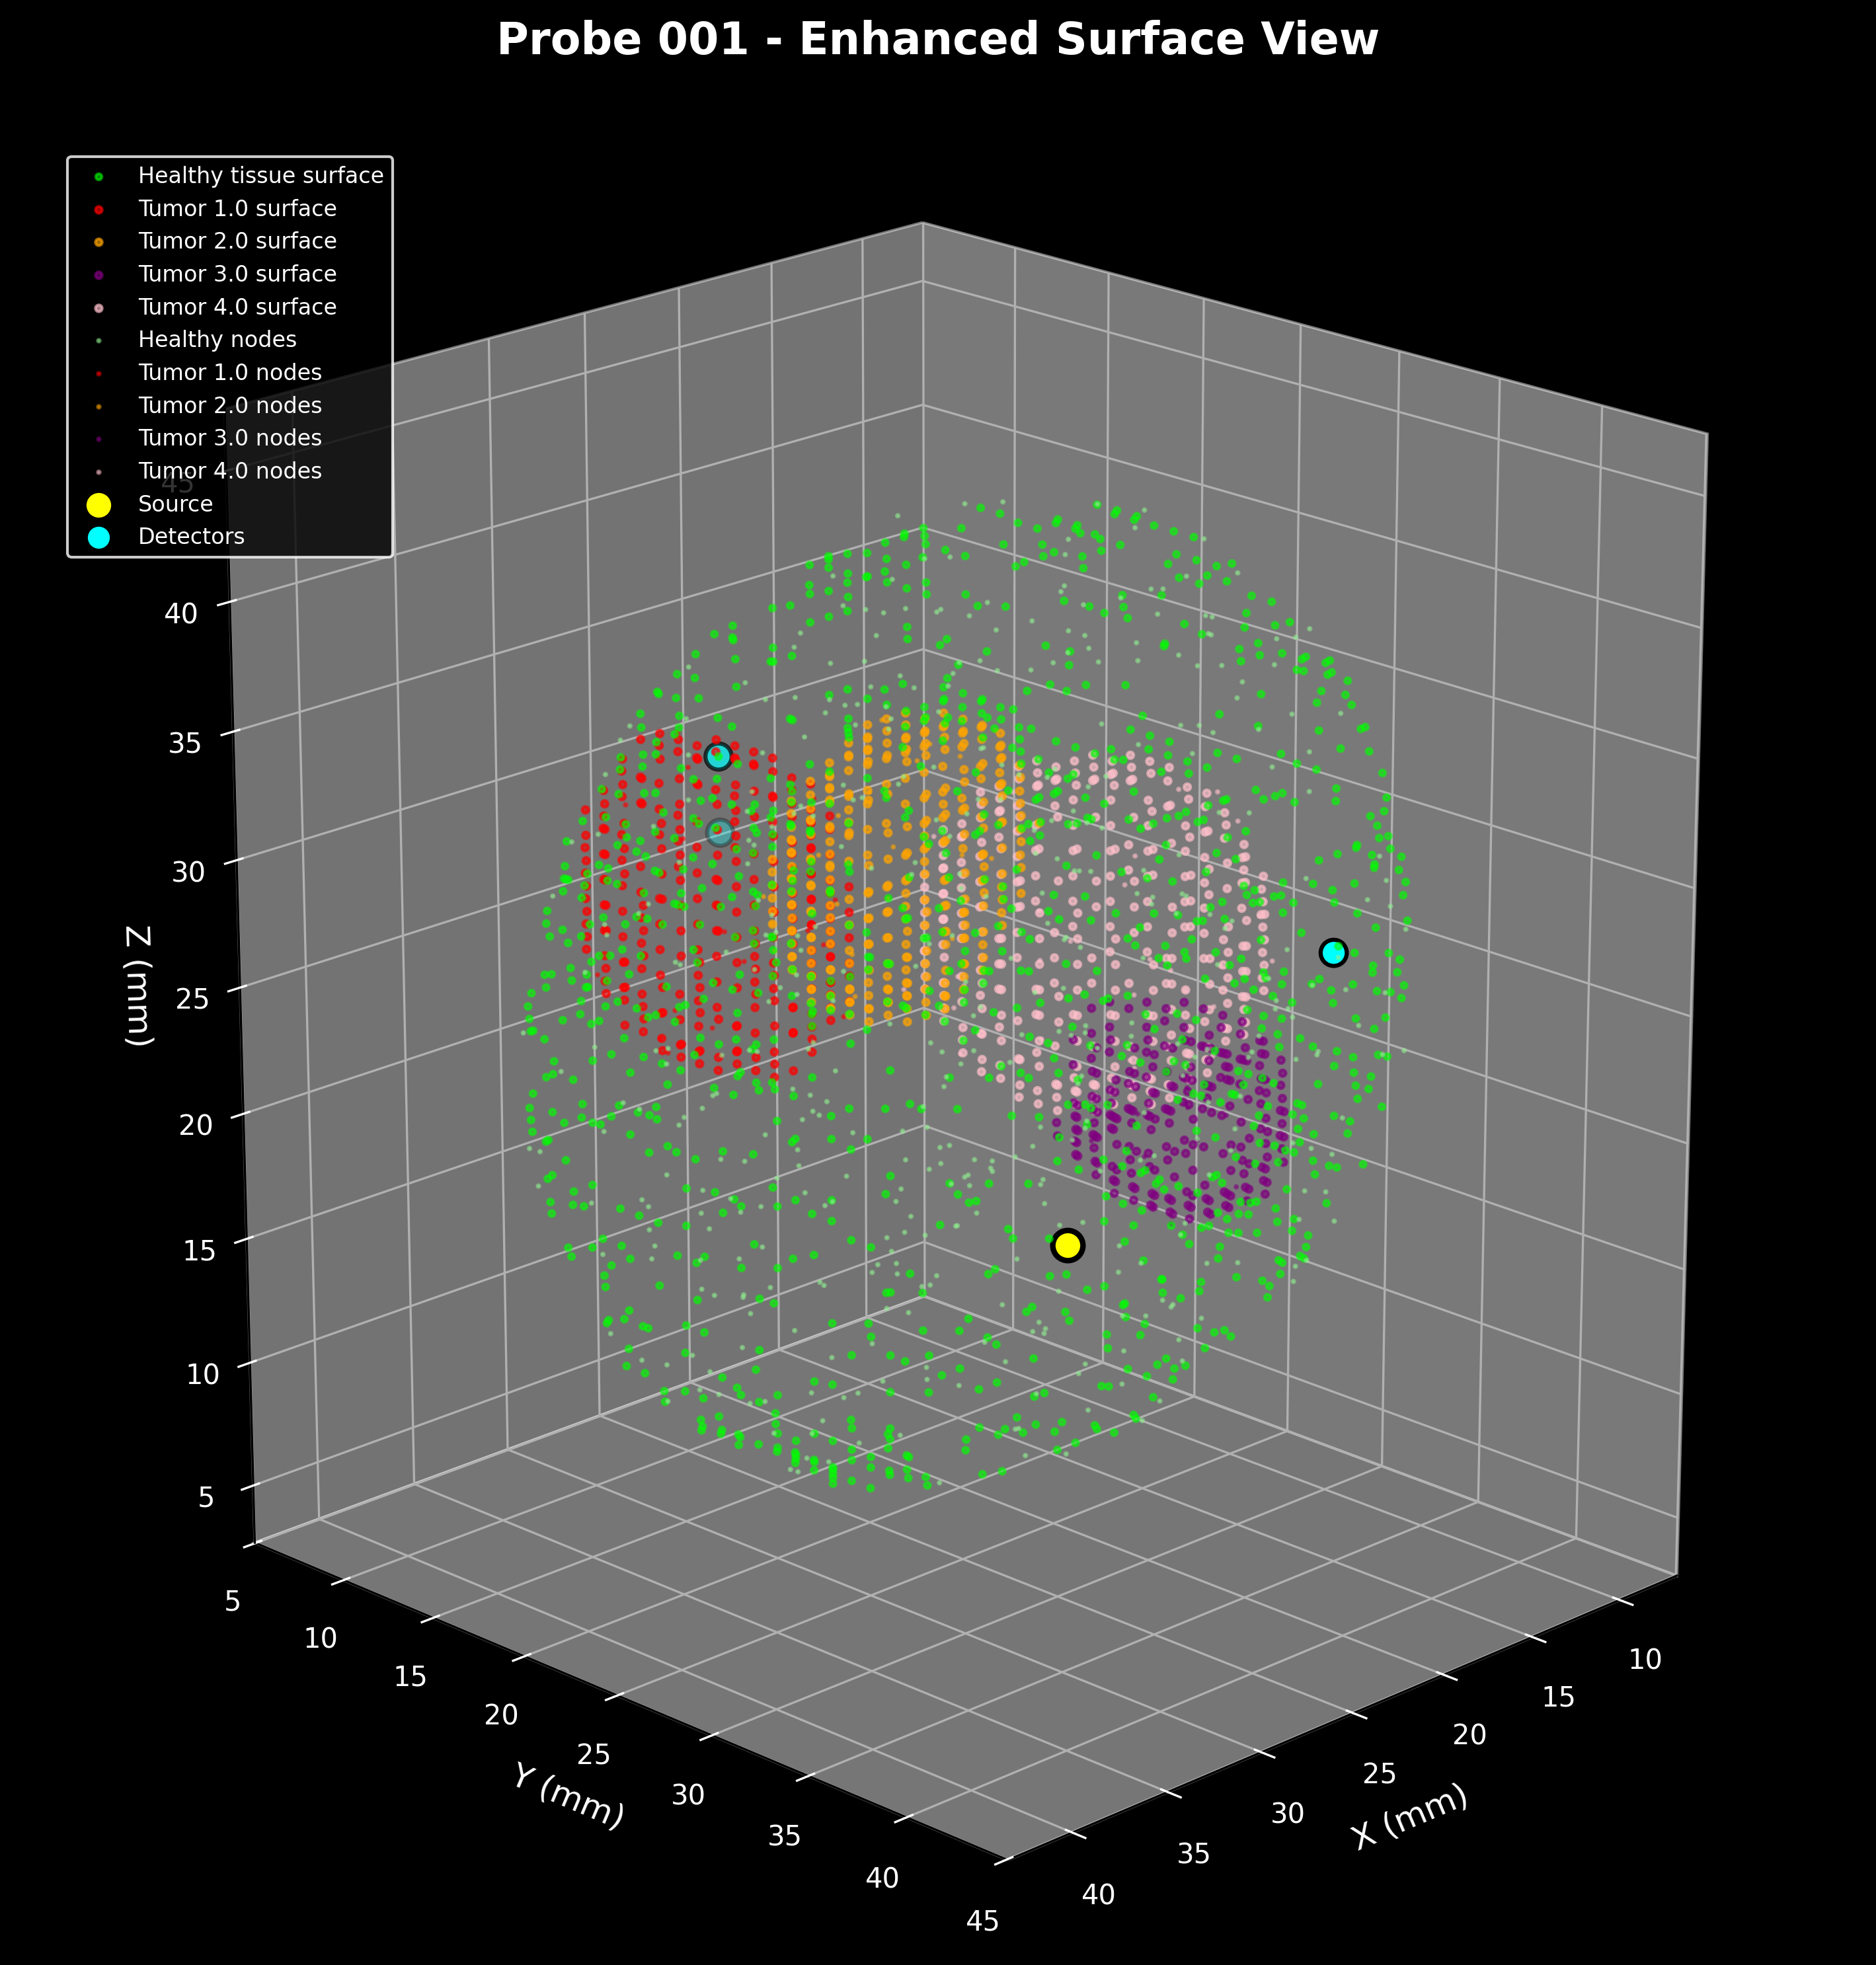 Probe 001 - Enhanced Surface View
Healthy tissue surface
Tumor 1.0 surface
Tumor 2.0 surface
Tumor 3.0 surface
Tumor 4.0 surface
Healthy nodes
Tumor 1.0 nodes
Tumor 2.0 nodes
Tumor 3.0 nodes
Tumor 4.0 nodes
Source
Detectors
45
40
35
30
25
20
15
10
5
Z (mm)
5
10
15
20
25
30
35
40
45
Y (mm)
10
15
20
25
30
35
40
X (mm)